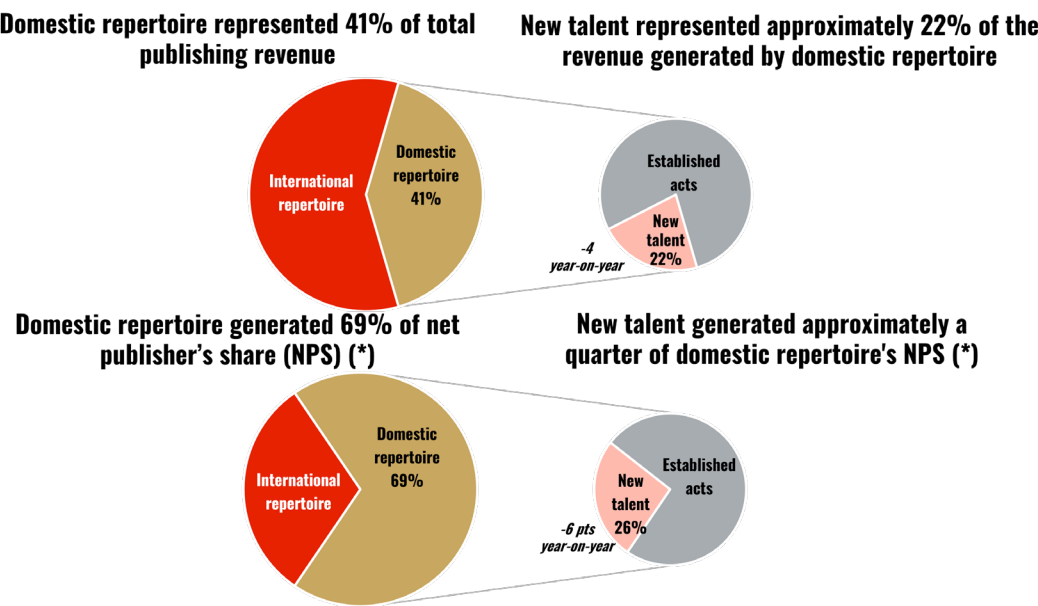 Domestic repertoire represented 41% of total
publishing revenue
New talent represented approximately 22% of the
revenue generated by domestic repertoire
International
repertoire
Domestic
repertoire
41%
Established
acts
New
talent
22%
-4
year-on-year
Domestic repertoire generated 69% of net
publisher’s share (NPS) (*)
New talent generated approximately a
quarter of domestic repertoire's NPS (*)
International
repertoire
Domestic
repertoire
69%
Established
acts
New
talent
26%
-6 pts
year-on-year